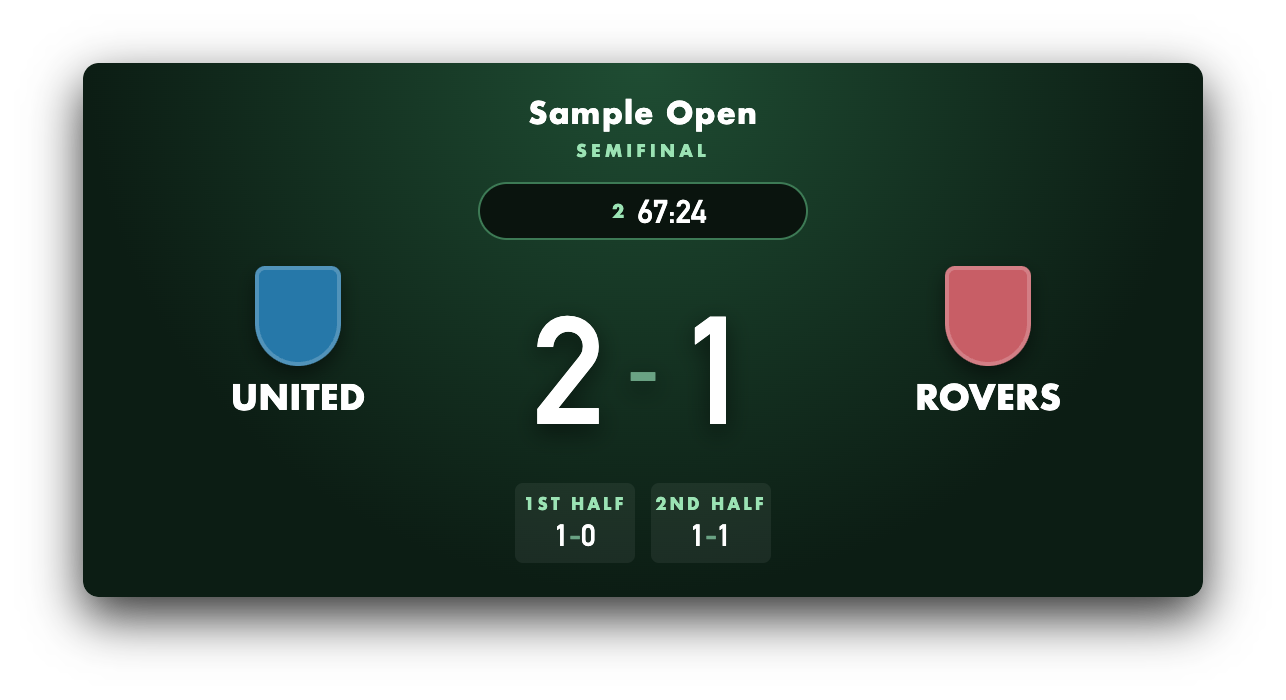 Sample Open
SEMIFINAL
2 67:24
UNITED
2 - 1
ROVERS
1ST HALF
1-0
2ND HALF
1-1